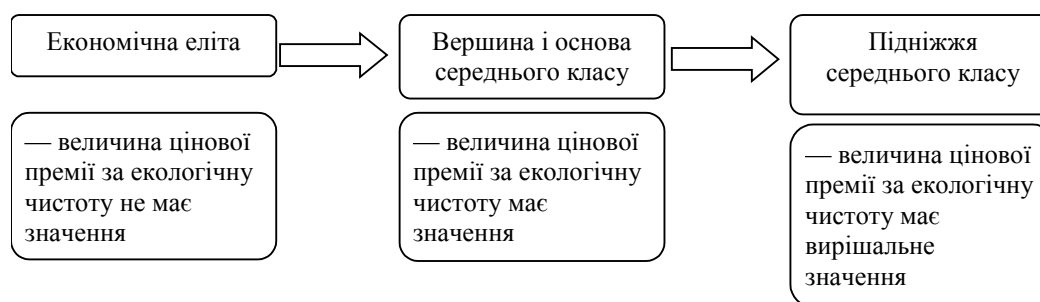 Економічна еліта
Вершина і основа
середнього класу
Підніжжя
середнього класу
— величина цінової
премії за екологічну
чистоту не має
значення
— величина цінової
премії за екологічну
чистоту має
значення
— величина цінової
премії за екологічну
чистоту має
вирішальне
значення